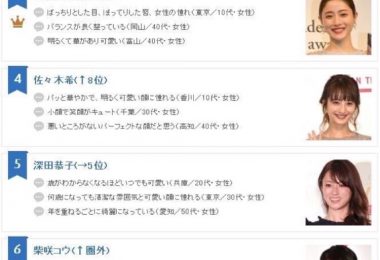 ぱっちりとした目、ぽってりした唇、女性の憧れ（東京／10代・女性）
バランスが良く整っている（岡山／40代・女性）
明るくて華があり可愛い（富山／40代・女性）
4
佐々木希（↑8位）
パッと華やかで、明るく可愛い顔に憧れる（香川／10代・女性）
小顔で笑顔がキュート（千葉／30代・女性）
悪いところがないパーフェクトな顔だと思う（高知／40代・女性）
5
深田恭子（→5位）
歳がわからなくなるほどいつでも可愛い（兵庫／20代・女性）
何歳になっても清潔な雰囲気と可愛い顔に憧れる（東京／30代・女性）
年を重ねるごとに綺麗になっている（愛知／50代・女性）
6
柴咲コウ（↑圏外）